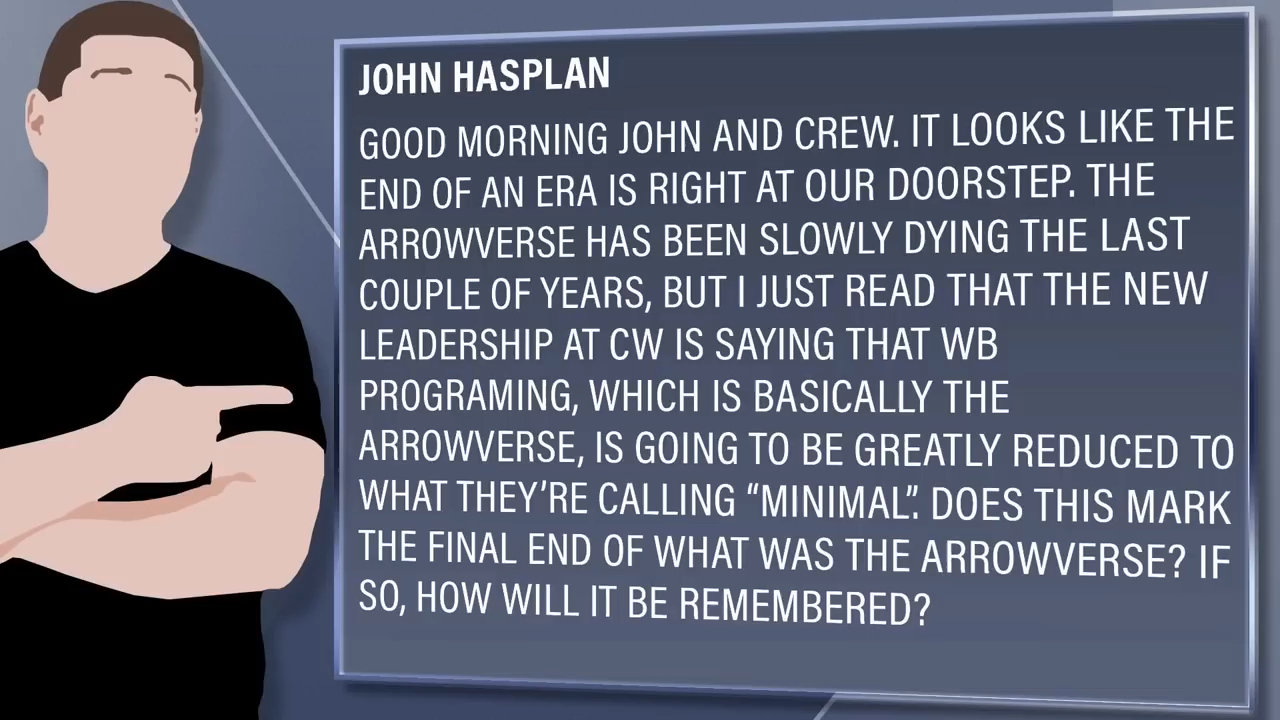 JOHN HASPLAN
GOOD MORNING JOHN AND CREW. IT LOOKS LIKE THE
END OF AN ERA IS RIGHT AT OUR DOORSTEP. THE
ARROWVERSE HAS BEEN SLOWLY DYING THE LAST
COUPLE OF YEARS, BUT I JUST READ THAT THE NEW
LEADERSHIP AT CW IS SAYING THAT WB
PROGRAMING, WHICH IS BASICALLY THE
ARROWVERSE, IS GOING TO BE GREATLY REDUCED TO
WHAT THEY'RE CALLING “MINIMAL”. DOES THIS MARK
THE FINAL END OF WHAT WAS THE ARROWVERSE? IF
SO, HOW WILL IT BE REMEMBERED?